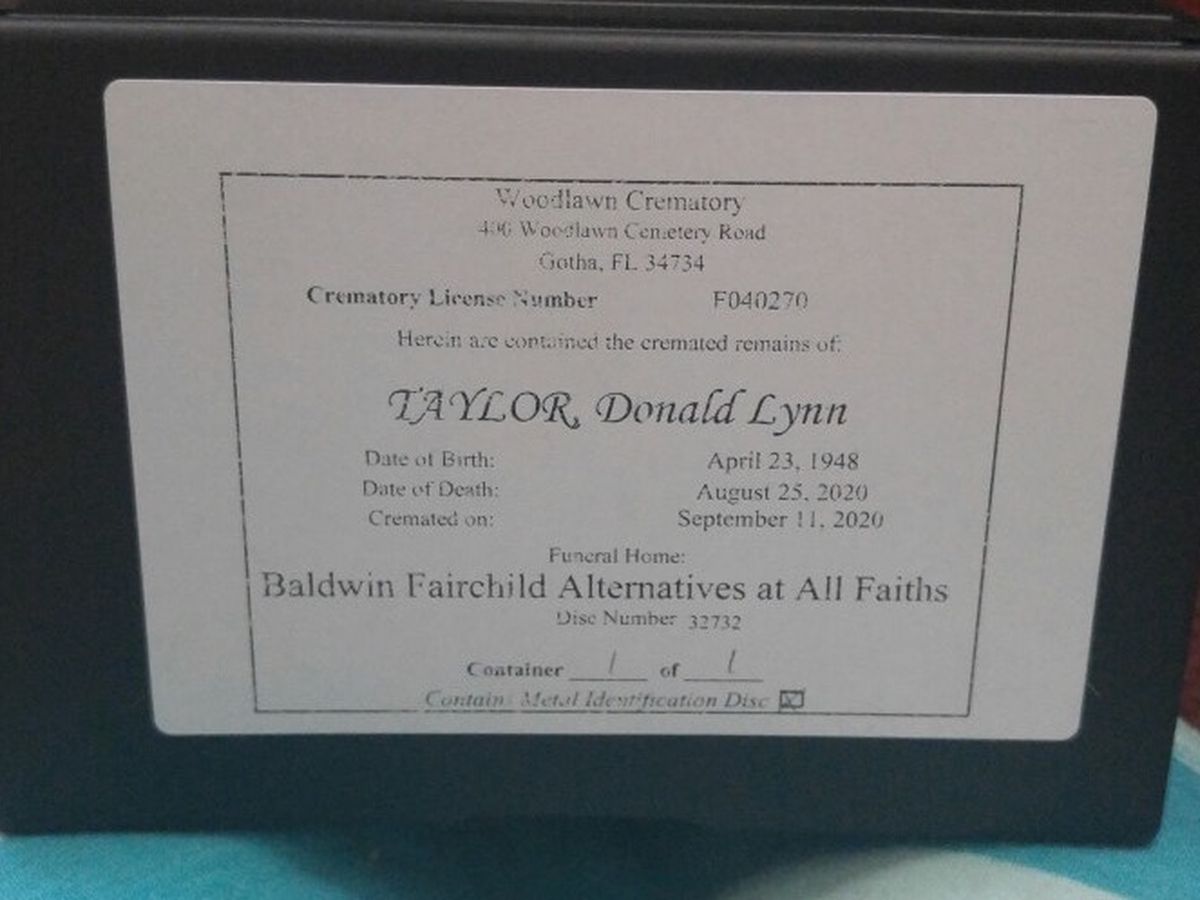 Woodlawn Crematory
400 Woodlawn Cemetery Road
Gotha, FL 34734
Crematory License Number F040270
Herein are contained the cremated remains of:
TAYLOR, Donald Lynn
Date of Birth: April 23, 1948
Date of Death: August 25, 2020
Cremated on: September 11, 2020
Funeral Home:
Baldwin Fairchild Alternatives at All Faiths
Disc Number 32732
Container 1 of 1
Contains Metal Identification Disc